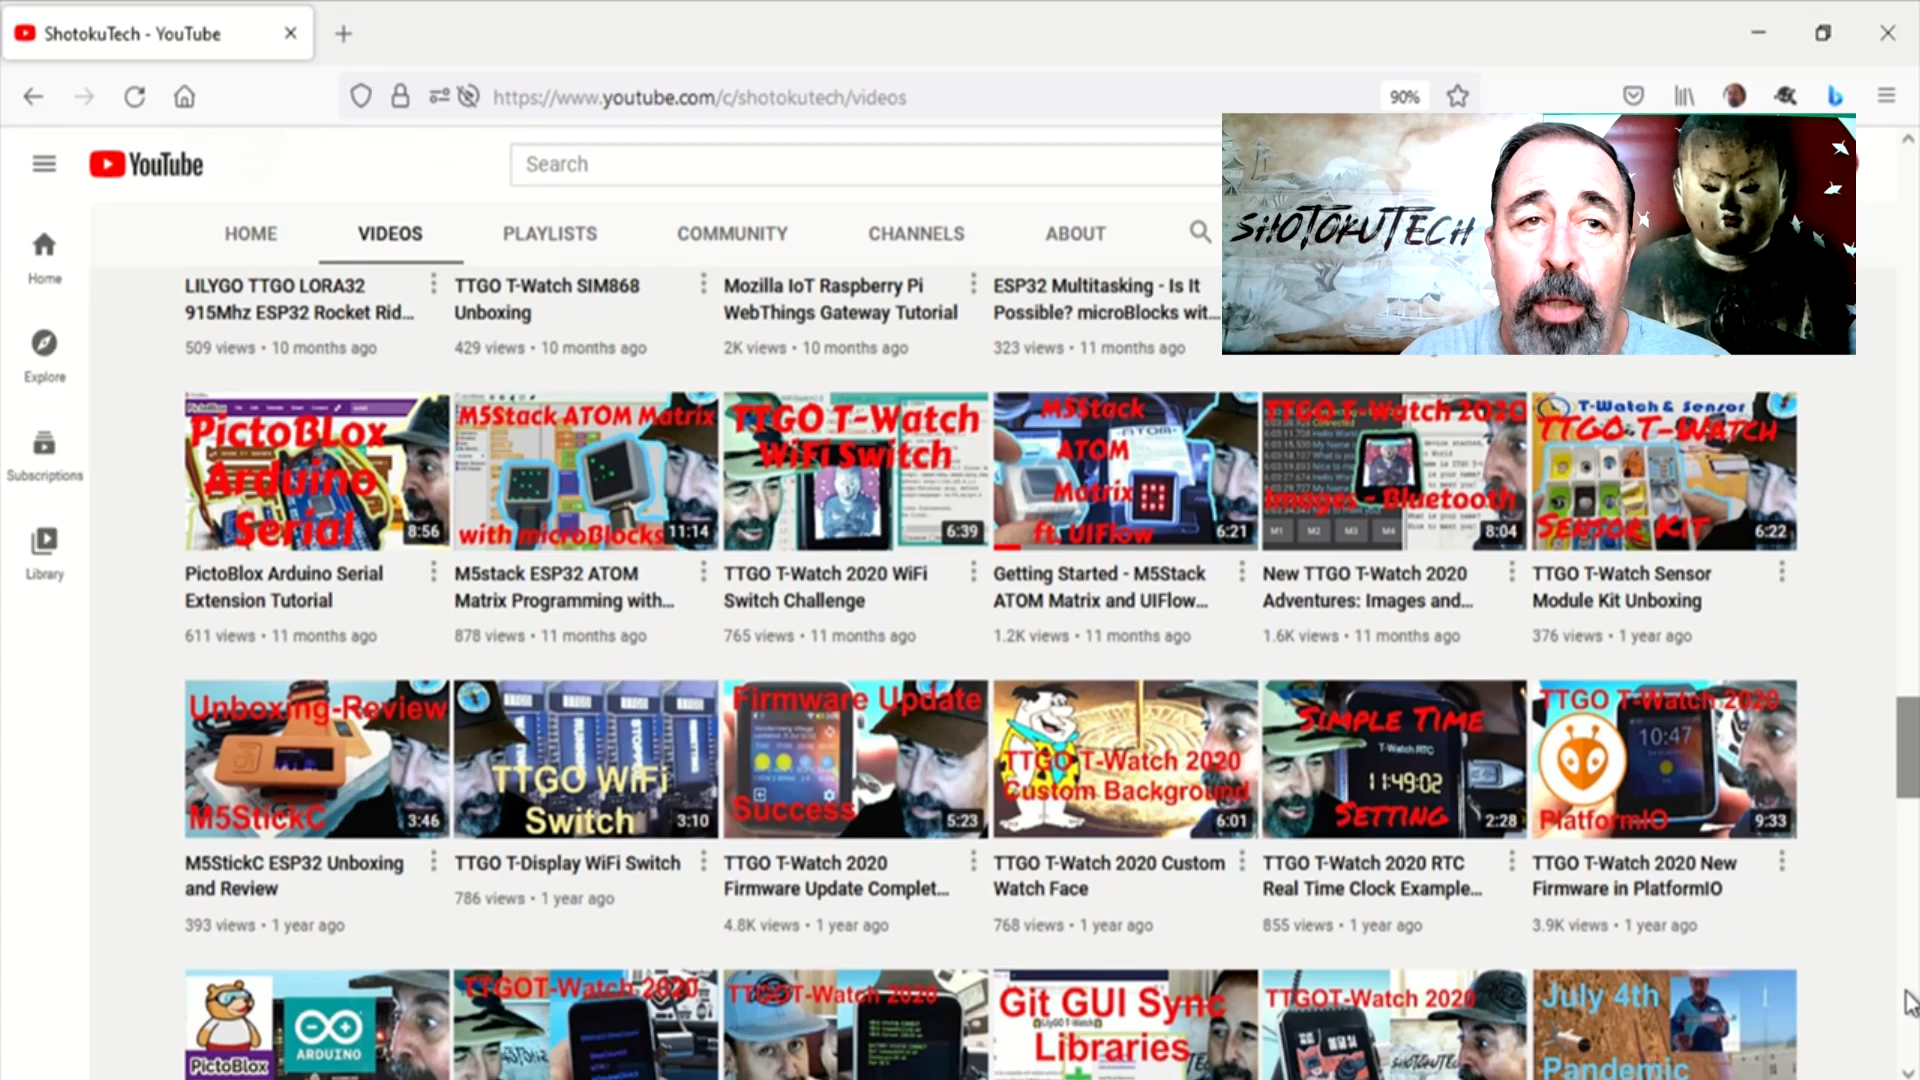 ShotokuTech - YouTube
https://www.youtube.com/c/shotokutech/videos
90%
YouTube
Search
SHOTOKUTECH
HOME
VIDEOS
PLAYLISTS
COMMUNITY
CHANNELS
ABOUT
Home
Explore
Subscriptions
Library
LILYGO TTGO LORA32
915Mhz ESP32 Rocket Rid...
509 views • 10 months ago
TTGO T-Watch SIM868
Unboxing
429 views • 10 months ago
Mozilla IoT Raspberry Pi
WebThings Gateway Tutorial
2K views • 10 months ago
ESP32 Multitasking - Is It
Possible? microBlocks wit...
323 views • 11 months ago
PictoBlox
Arduino
Serial
8:56
M5Stack ATOM Matrix
with microBlocks
11:14
TTGO T-Watch
WiFi Switch
6:39
M5Stack
ATOM
Matrix
ft. UIFlow
6:21
TTGO T-Watch 2020
Images - Bluetooth
M1 M2 M3 M4
8:04
T-Watch & Sensor
TTGO T-WATCH
SENSOR KIT
6:22
PictoBlox Arduino Serial
Extension Tutorial
611 views • 11 months ago
M5stack ESP32 ATOM
Matrix Programming with...
878 views • 11 months ago
TTGO T-Watch 2020 WiFi
Switch Challenge
765 views • 11 months ago
Getting Started - M5Stack
ATOM Matrix and UIFlow...
1.2K views • 11 months ago
New TTGO T-Watch 2020
Adventures: Images and...
1.6K views • 11 months ago
TTGO T-Watch Sensor
Module Kit Unboxing
376 views • 1 year ago
Unboxing-Review
M5StickC
3:46
TTGO WiFi
Switch
3:10
Firmware Update
Success
5:23
TTGO T-Watch 2020
Custom Background
6:01
SIMPLE TIME
T-Watch RTC
11:49:02
SETTING
2:28
TTGO T-Watch 2020
10:47
PlatformIO
9:33
M5StickC ESP32 Unboxing
and Review
393 views • 1 year ago
TTGO T-Display WiFi Switch
786 views • 1 year ago
TTGO T-Watch 2020
Firmware Update Complet...
4.8K views • 1 year ago
TTGO T-Watch 2020 Custom
Watch Face
768 views • 1 year ago
TTGO T-Watch 2020 RTC
Real Time Clock Example...
855 views • 1 year ago
TTGO T-Watch 2020 New
Firmware in PlatformIO
3.9K views • 1 year ago
PictoBlox
ARDUINO
TTGOT-Watch 2020
TTGOT-Watch 2020
Git GUI Sync
Libraries
TTGOT-Watch 2020
July 4th
Pandemic